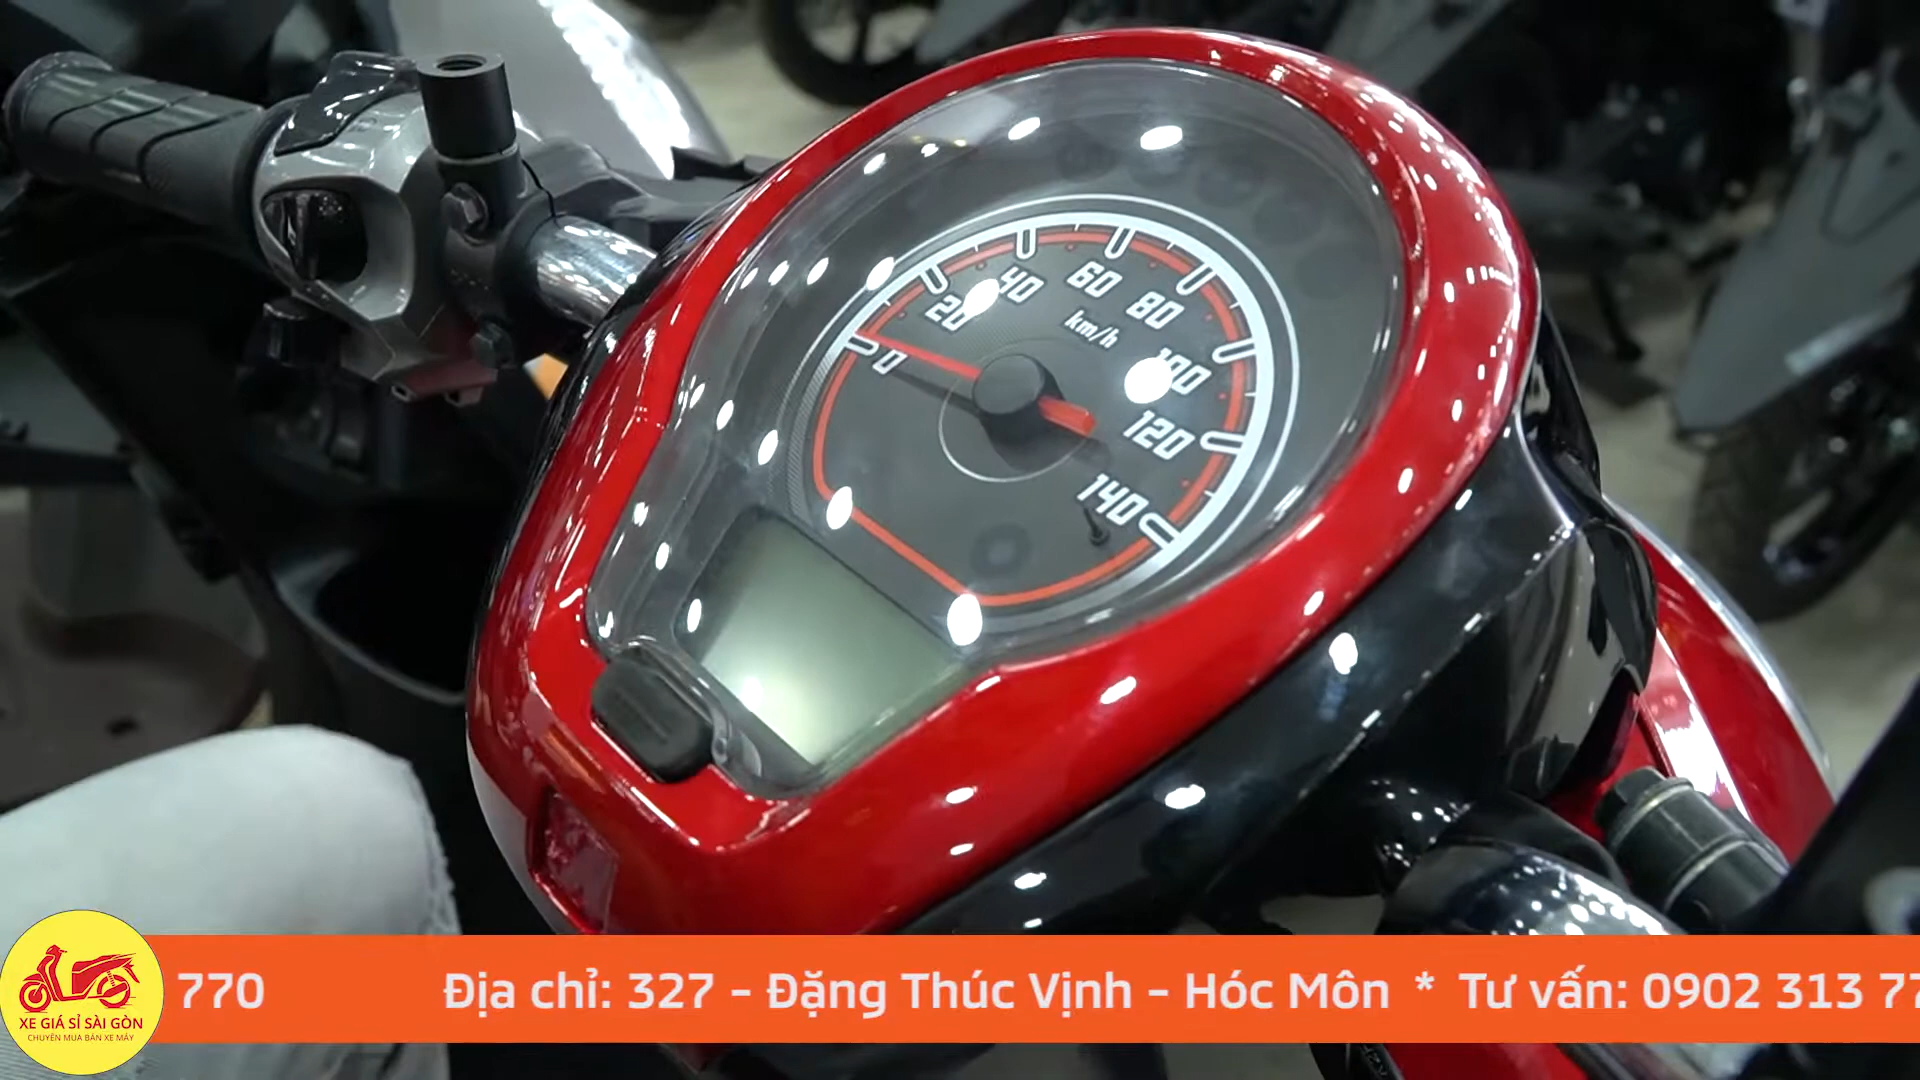 0
20
40
60
80
100
120
140
km/h
770 Địa chỉ: 327 - Đặng Thúc Vịnh - Hóc Môn * Tư vấn: 0902 313 77
XE GIÁ SỈ SÀI GÒN
CHUYÊN MUA BÁN XE MÁY